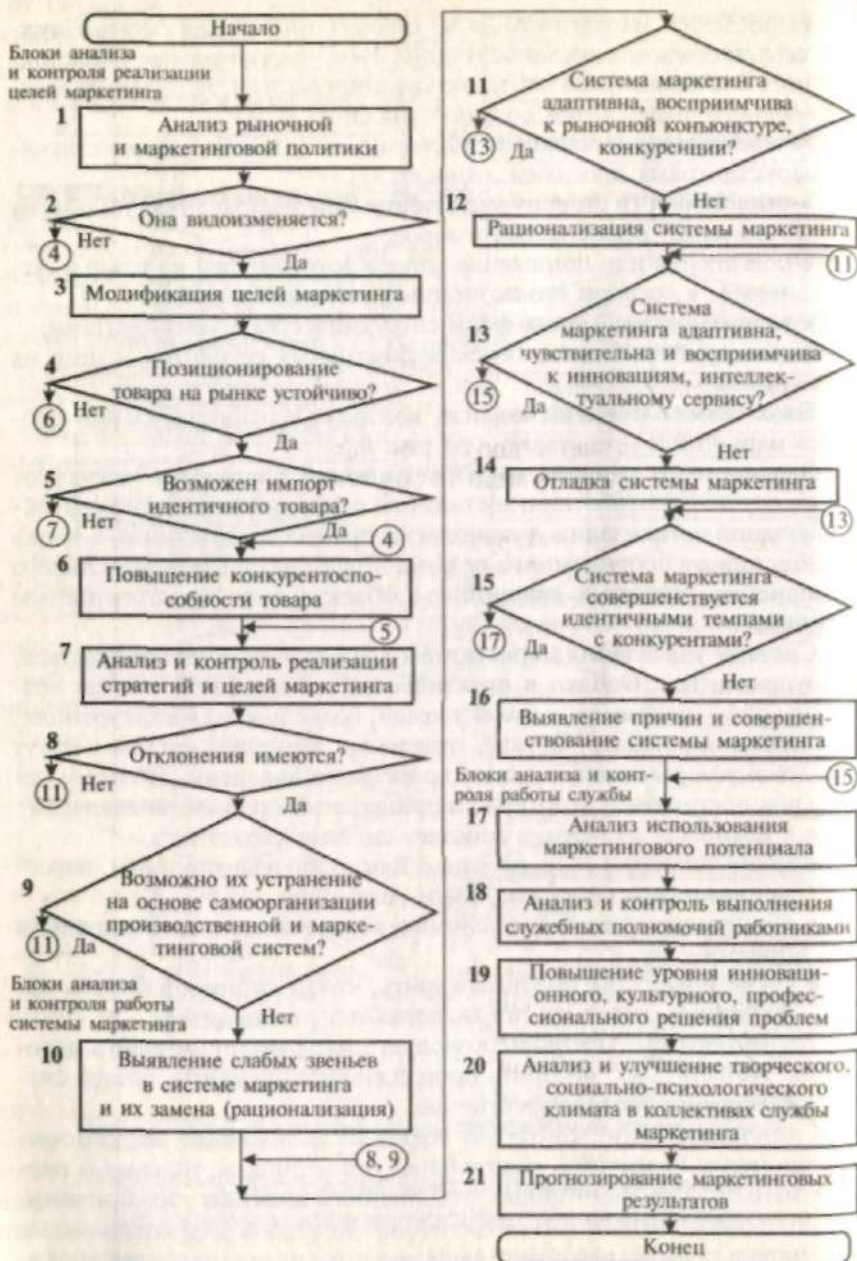 Начало
Блоки анализа
и контроля реализации
целей маркетинга
1
Анализ рыночной
и маркетинговой политики
2
Она видоизменяется?
4
Нет
Да
3
Модификация целей маркетинга
4
Позиционирование
товара на рынке устойчиво?
6
Нет
Да
5
Возможен импорт
идентичного товара?
7
Нет
Да
4
6
Повышение конкурентоспо-
собности товара
5
7
Анализ и контроль реализации
стратегий и целей маркетинга
8
Отклонения имеются?
11
Нет
Да
9
Возможно их устранение
на основе самоорганизации
производственной и марке-
тинговой систем?
11
Да
Блоки анализа
и контроля работы
системы маркетинга
Нет
10
Выявление слабых звеньев
в системе маркетинга
и их замена (рационализация)
8, 9
11
Система маркетинга
адаптивна, восприимчива
к рыночной конъюнктуре,
конкуренции?
13
Да
Нет
12
Рационализация системы маркетинга
11
13
Система
маркетинга адаптивна,
чувствительна и восприимчива
к инновациям, интеллек-
туальному сервису?
15
Да
Нет
14
Отладка системы маркетинга
13
15
Система маркетинга
совершенствуется
идентичными темпами
с конкурентами?
17
Да
Нет
16
Выявление причин и совершен-
ствование системы маркетинга
Блоки анализа и конт-
роля работы службы
15
17
Анализ использования
маркетингового потенциала
18
Анализ и контроль выполнения
служебных полномочий работниками
19
Повышение уровня инноваци-
онного, культурного, профес-
сионального решения проблем
20
Анализ и улучшение творческого,
социально-психологического
климата в коллективах службы
маркетинга
21
Прогнозирование маркетинговых
результатов
Конец